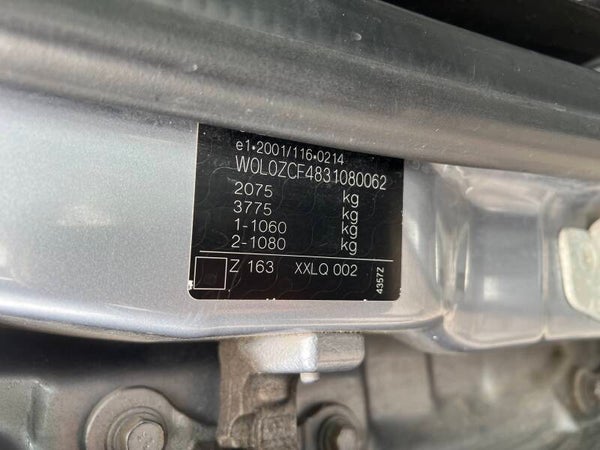 e1•2001/116•0214
W0L0ZCF4831080062
2075 kg
3775 kg
1-1060 kg
2-1080 kg
Z 163 XXLQ 002
4357Z